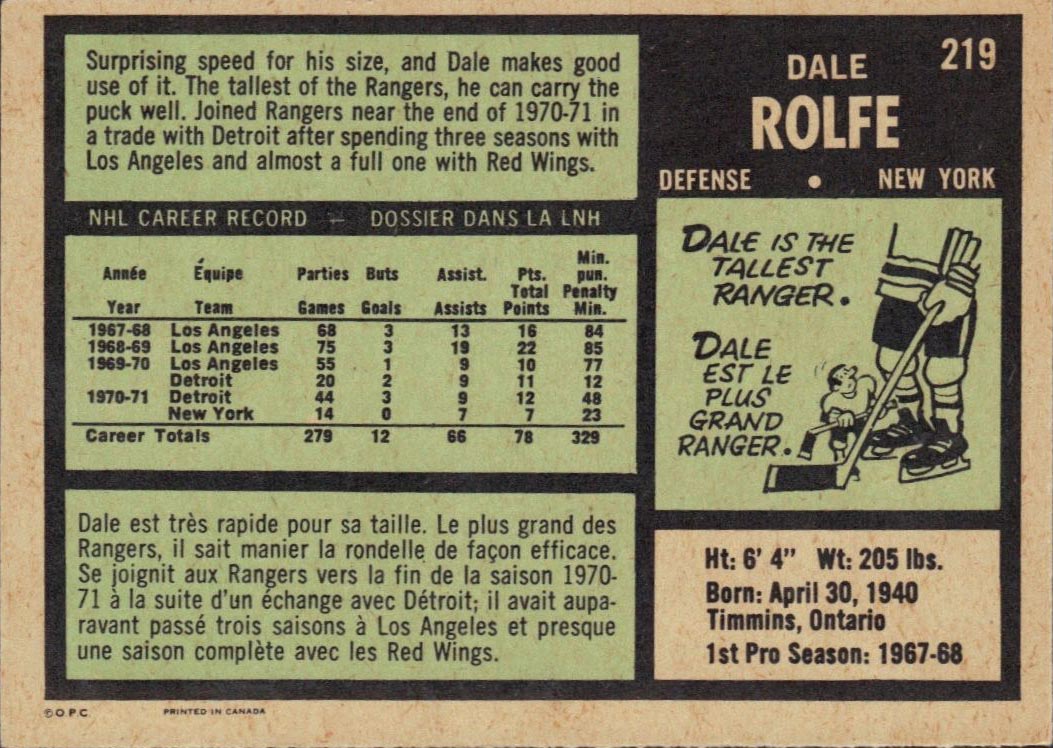 Surprising speed for his size, and Dale makes good
use of it. The tallest of the Rangers, he can carry the
puck well. Joined Rangers near the end of 1970-71 in
a trade with Detroit after spending three seasons with
Los Angeles and almost a full one with Red Wings.
219
DALE
ROLFE
DEFENSE • NEW YORK
NHL CAREER RECORD — DOSSIER DANS LA LNH
Année Équipe Parties Buts Assist. Pts. Min. pun.
Year Team Games Goals Assists Total Points Penalty Min.
1967-68 Los Angeles 68 3 13 16 84
1968-69 Los Angeles 75 3 19 22 85
1969-70 Los Angeles 55 1 9 10 77
Detroit 20 2 9 11 12
1970-71 Detroit 44 3 9 12 48
New York 14 0 7 7 23
Career Totals 279 12 66 78 329
DALE IS THE
TALLEST
RANGER.
DALE
EST LE
PLUS
GRAND
RANGER.
Dale est très rapide pour sa taille. Le plus grand des
Rangers, il sait manier la rondelle de façon efficace.
Se joignit aux Rangers vers la fin de la saison 1970-
71 à la suite d'un échange avec Détroit; il avait aupa-
ravant passé trois saisons à Los Angeles et presque
une saison complète avec les Red Wings.
Ht: 6' 4" Wt: 205 lbs.
Born: April 30, 1940
Timmins, Ontario
1st Pro Season: 1967-68
©O.P.C. PRINTED IN CANADA